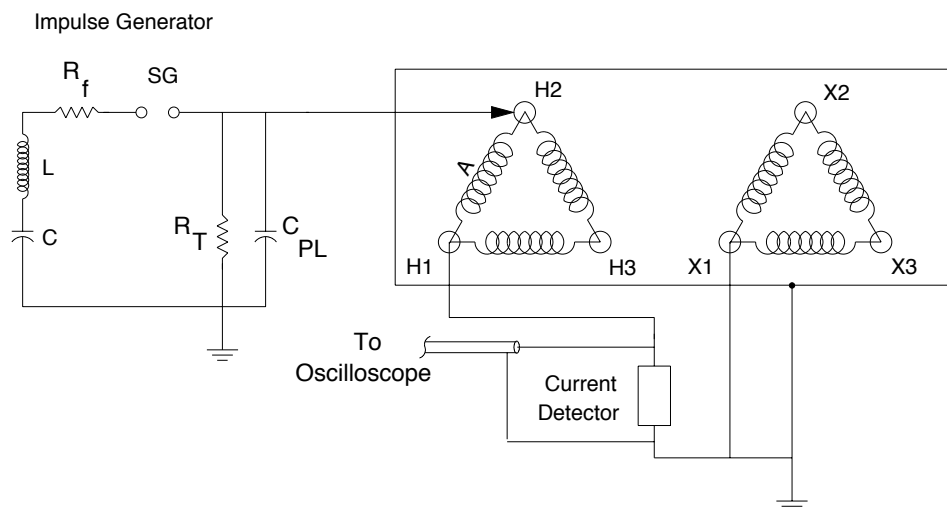 Impulse Generator
R f
SG
L
C
R T
C PL
H2
A
H1
H3
X2
X1
X3
To
Oscilloscope
Current
Detector